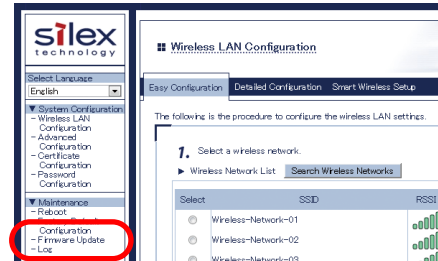 silex
technology
Select Language
English
▼ System Configuration
- Wireless LAN
Configuration
- Advanced
Configuration
- Certificate
Configuration
- Password
Configuration
▼ Maintenance
- Reboot
Configuration
- Firmware Update
- Log
Wireless LAN Configuration
Easy Configuration Detailed Configuration Smart Wireless Setup
The following is the procedure to configure the wireless LAN settings.
1. Select a wireless network.
▶ Wireless Network List Search Wireless Networks
Select SSID RSSI
Wireless-Network-01
Wireless-Network-02
Wireless-Network-03